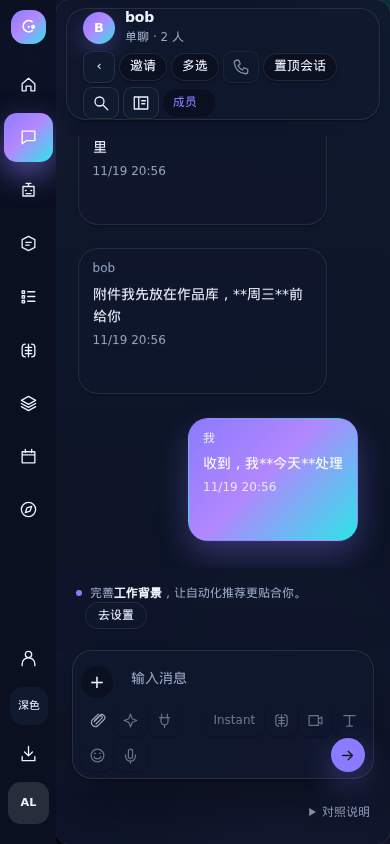 B
bob
单聊 · 2 人
‹ 邀请 多选 置顶会话
成员
里
11/19 20:56
bob
附件我先放在作品库，**周三**前
给你
11/19 20:56
我
收到，我**今天**处理
11/19 20:56
完善工作背景，让自动化推荐更贴合你。
去设置
输入消息
Instant
深色
AL
▶ 对照说明